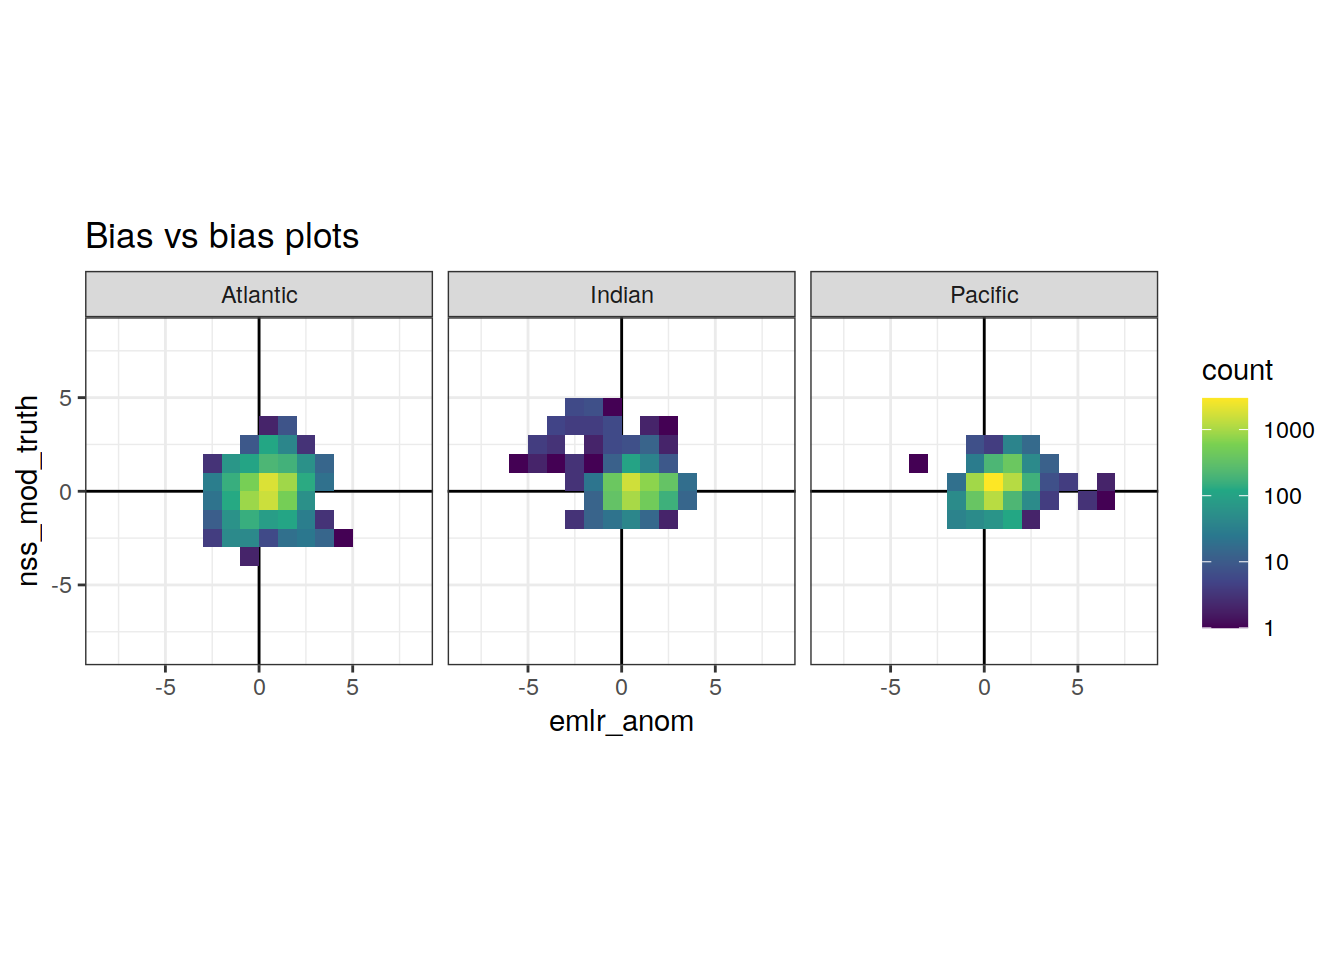 Bias vs bias plots
Atlantic Indian Pacific
nss_mod_truth
5
0
-5
-5 0 5 -5 0 5 -5 0 5
emlr_anom
count
1000
100
10
1